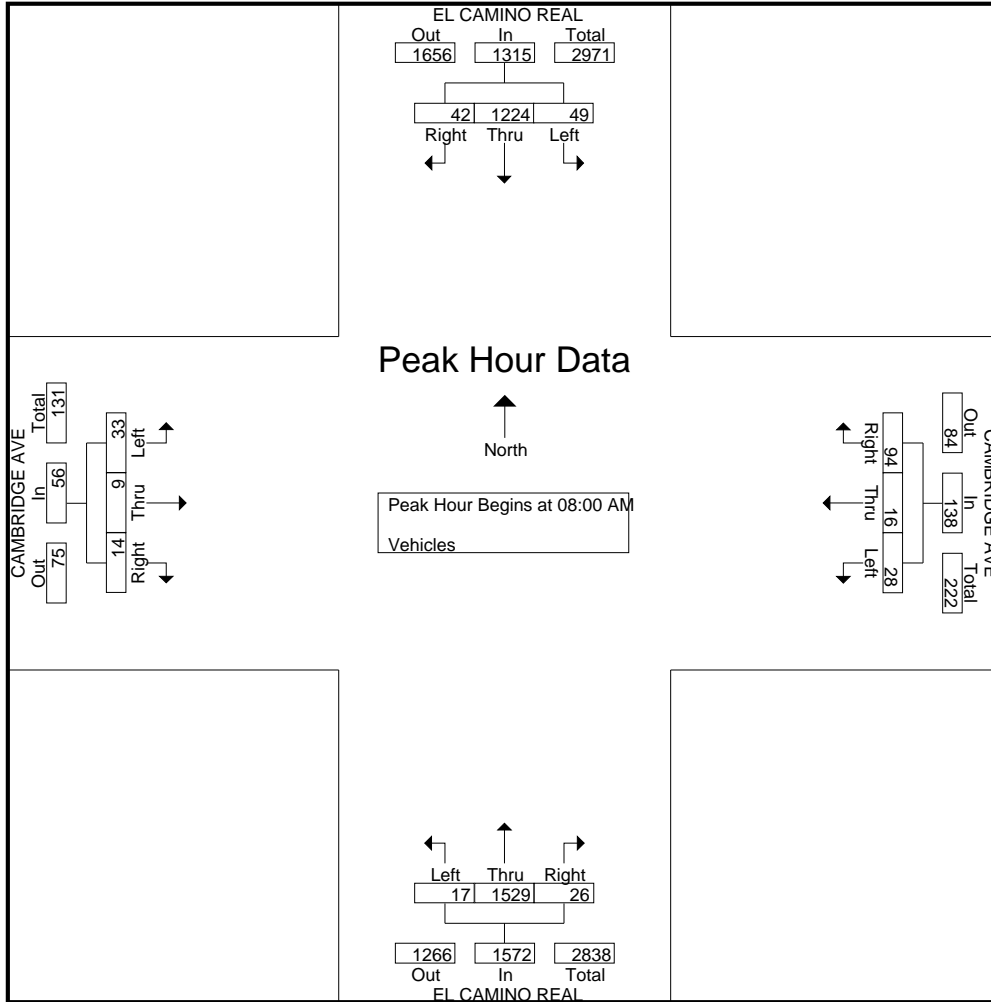 EL CAMINO REAL
Out In Total
1656 1315 2971
42 1224 49
Right Thru Left
Peak Hour Data
North
Peak Hour Begins at 08:00 AM
Vehicles
CAMBRIDGE AVE
Out In Total
75 56 131
Left Thru Right
33 9 14
CAMBRIDGE AVE
Out In Total
84 138 222
Right Thru Left
94 16 28
Left Thru Right
17 1529 26
1266 1572 2838
Out In Total
EL CAMINO REAL